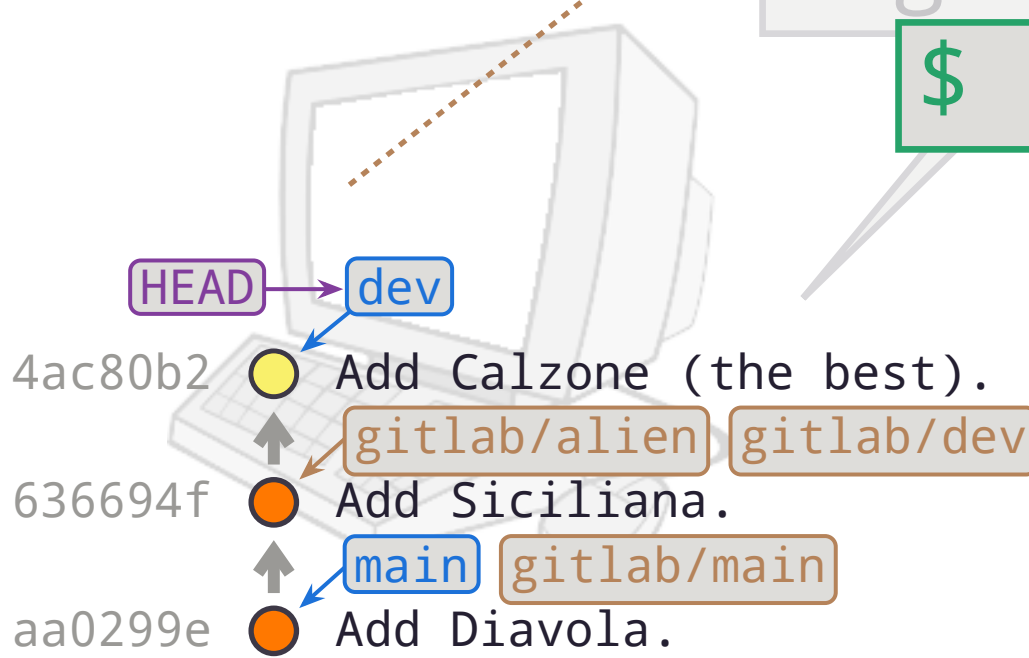 $
HEAD dev
4ac80b2 Add Calzone (the best).
gitlab/alien gitlab/dev
636694f Add Siciliana.
main gitlab/main
aa0299e Add Diavola.